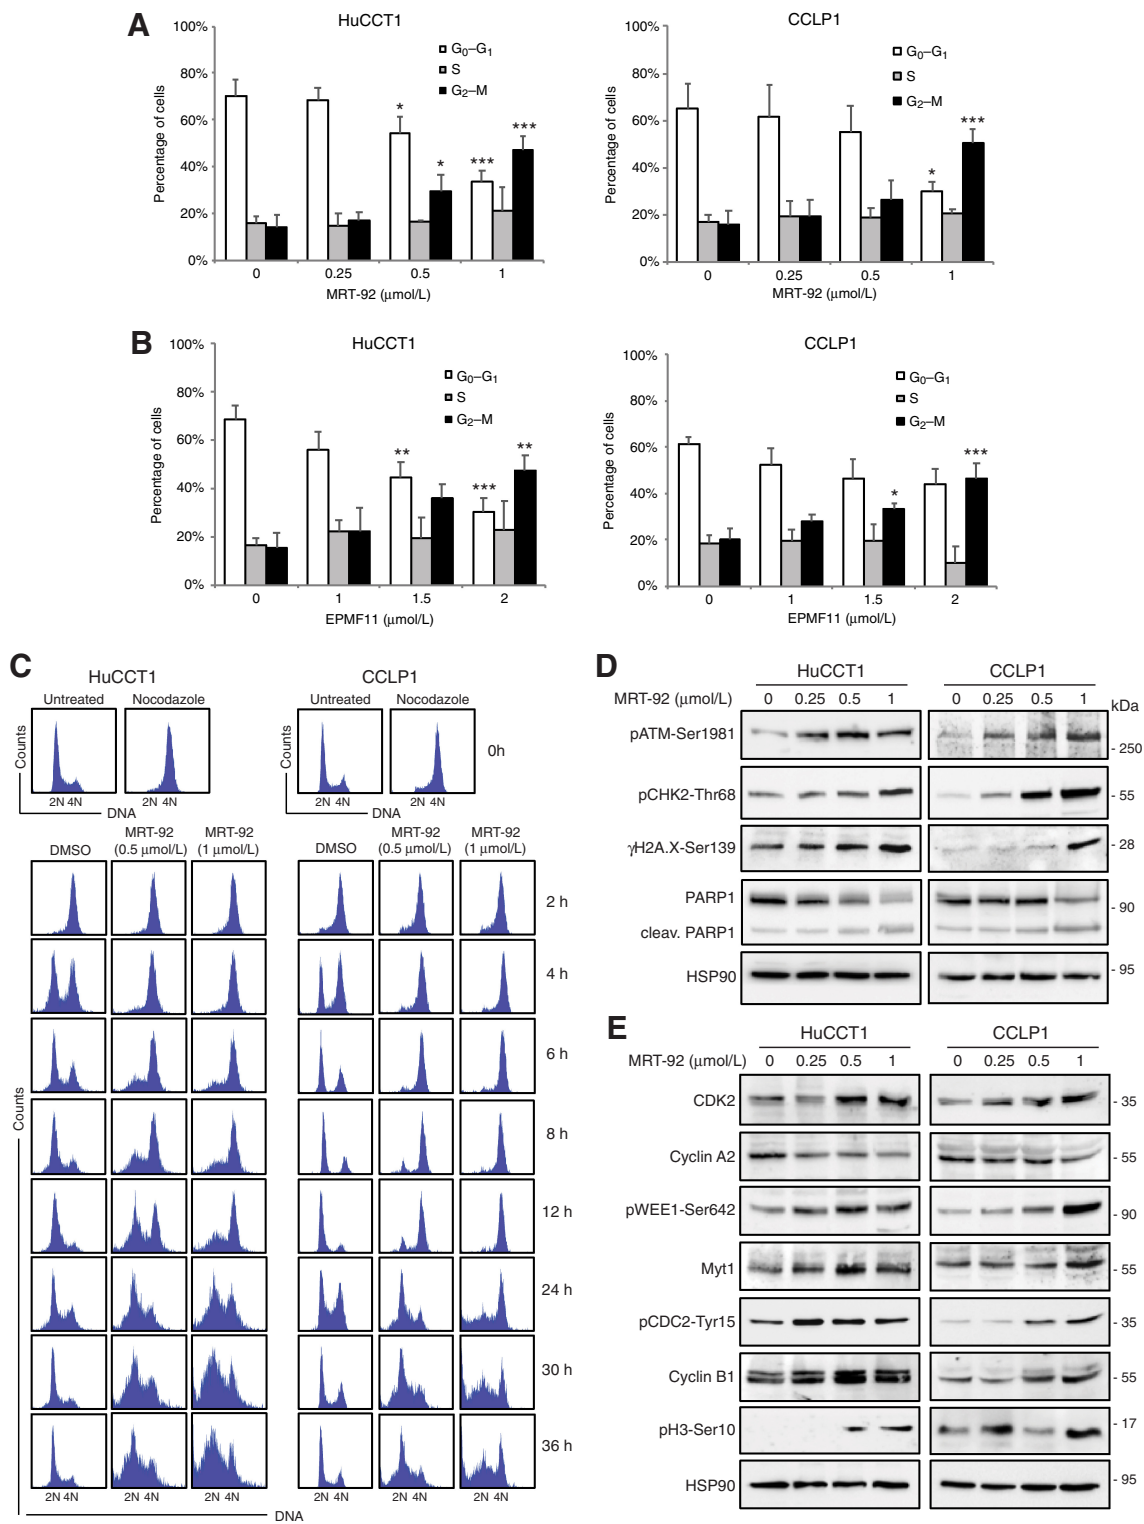 A
HuCCT1
CCLP1
Percentage of cells
100%
80%
60%
40%
20%
0%
G0–G1
S
G2–M
*
*
***
***
0 0.25 0.5 1
MRT-92 (μmol/L)
Percentage of cells
100%
80%
60%
40%
20%
0%
G0–G1
S
G2–M
*
***
0 0.25 0.5 1
MRT-92 (μmol/L)
B
HuCCT1
CCLP1
Percentage of cells
100%
80%
60%
40%
20%
0%
G0–G1
S
G2–M
**
***
**
0 1 1.5 2
EPMF11 (μmol/L)
Percentage of cells
100%
80%
60%
40%
20%
0%
G0–G1
S
G2–M
*
***
0 1 1.5 2
EPMF11 (μmol/L)
C
HuCCT1
CCLP1
Untreated Nocodazole
Untreated Nocodazole
Counts
Counts
0h
2N 4N 2N 4N
2N 4N 2N 4N
DNA
DNA
DMSO MRT-92 (0.5 μmol/L) MRT-92 (1 μmol/L)
DMSO MRT-92 (0.5 μmol/L) MRT-92 (1 μmol/L)
2 h
4 h
6 h
8 h
12 h
24 h
30 h
36 h
Counts
2N 4N 2N 4N 2N 4N
2N 4N 2N 4N 2N 4N
DNA
D
HuCCT1 CCLP1
MRT-92 (μmol/L) 0 0.25 0.5 1 0 0.25 0.5 1 kDa
pATM-Ser1981 - 250
pCHK2-Thr68 - 55
γH2A.X-Ser139 - 28
PARP1 - 90
cleav. PARP1
HSP90 - 95
E
HuCCT1 CCLP1
MRT-92 (μmol/L) 0 0.25 0.5 1 0 0.25 0.5 1
CDK2 - 35
Cyclin A2 - 55
pWEE1-Ser642 - 90
Myt1 - 55
pCDC2-Tyr15 - 35
Cyclin B1 - 55
pH3-Ser10 - 17
HSP90 - 95